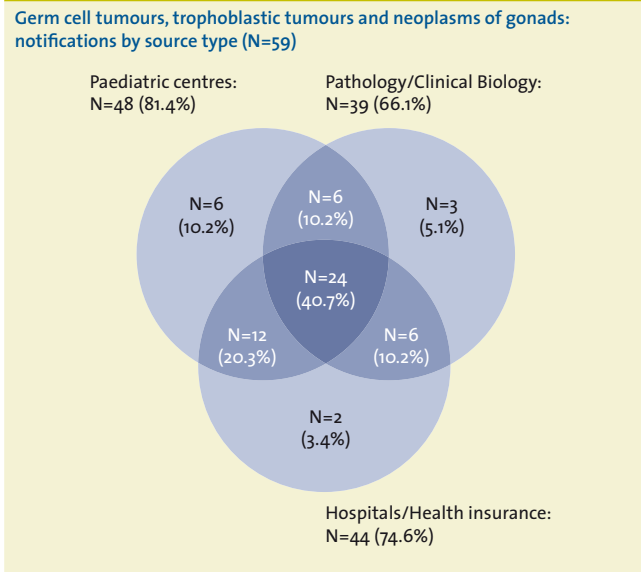 Germ cell tumours, trophoblastic tumours and neoplasms of gonads:
notifications by source type (N=59)
Paediatric centres:
N=48 (81.4%)
Pathology/Clinical Biology:
N=39 (66.1%)
N=6
(10.2%)
N=6
(10.2%)
N=3
(5.1%)
N=24
(40.7%)
N=12
(20.3%)
N=6
(10.2%)
N=2
(3.4%)
Hospitals/Health insurance:
N=44 (74.6%)